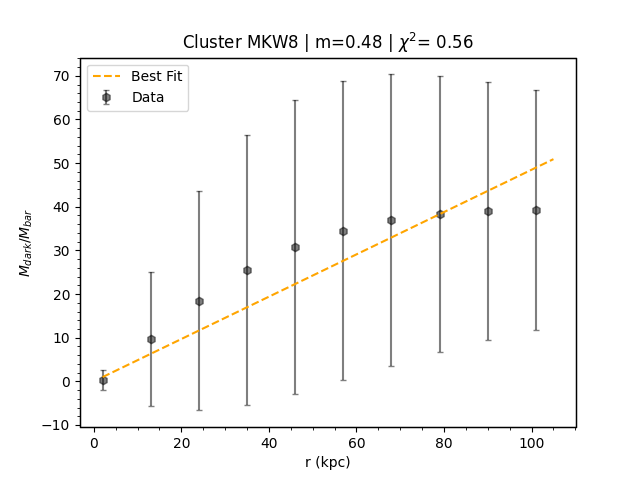 Cluster MKW8 | m=0.48 | χ²= 0.56
Best Fit
Data
M_dark/M_bar
70
60
50
40
30
20
10
0
−10
0 20 40 60 80 100
r (kpc)